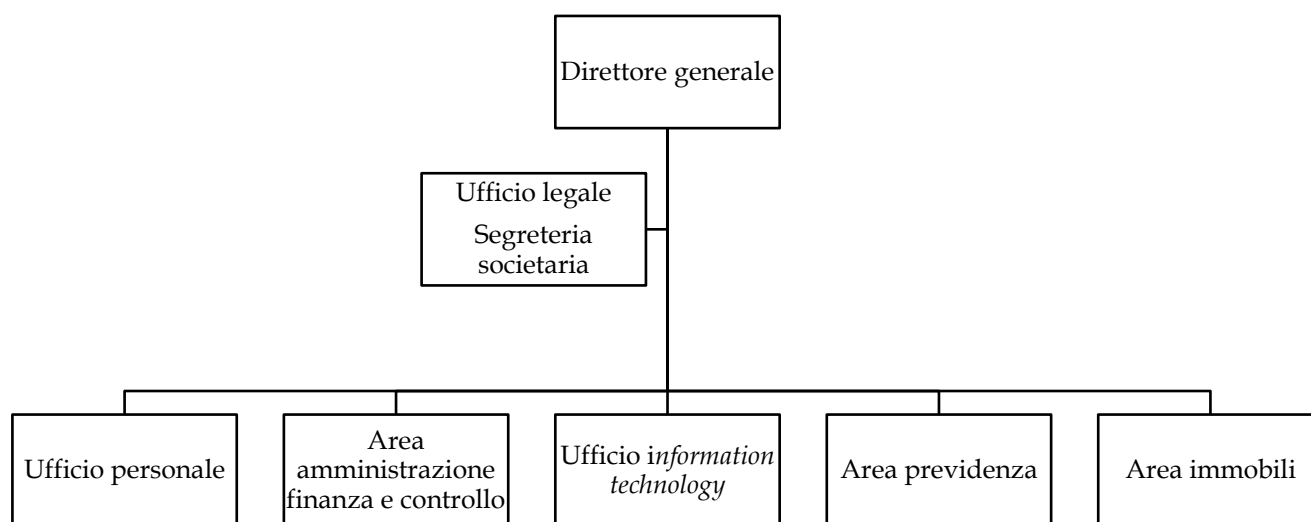 Direttore generale
Ufficio legale
Segreteria
societaria
Ufficio personale
Area
amministrazione
finanza e controllo
Ufficio information
technology
Area previdenza
Area immobili